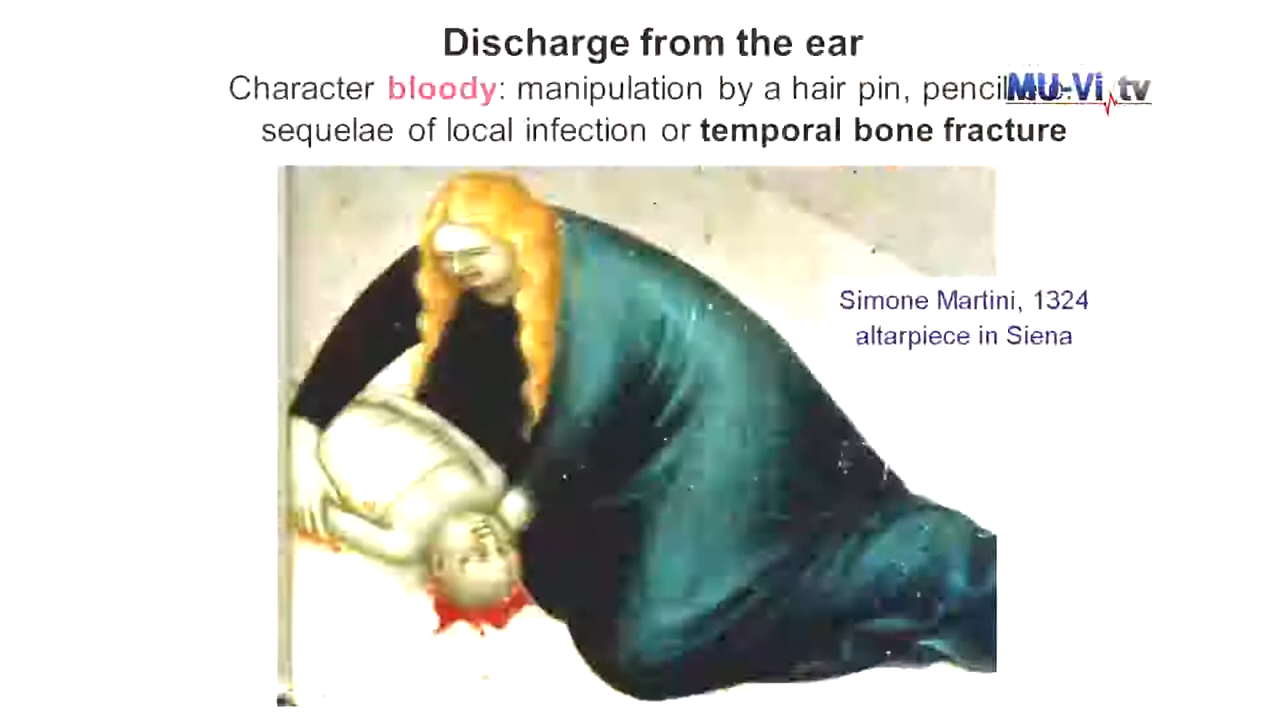 Discharge from the ear
Character bloody: manipulation by a hair pin, pencil
MU-Vi tv
sequelae of local infection or temporal bone fracture
Simone Martini, 1324
altarpiece in Siena